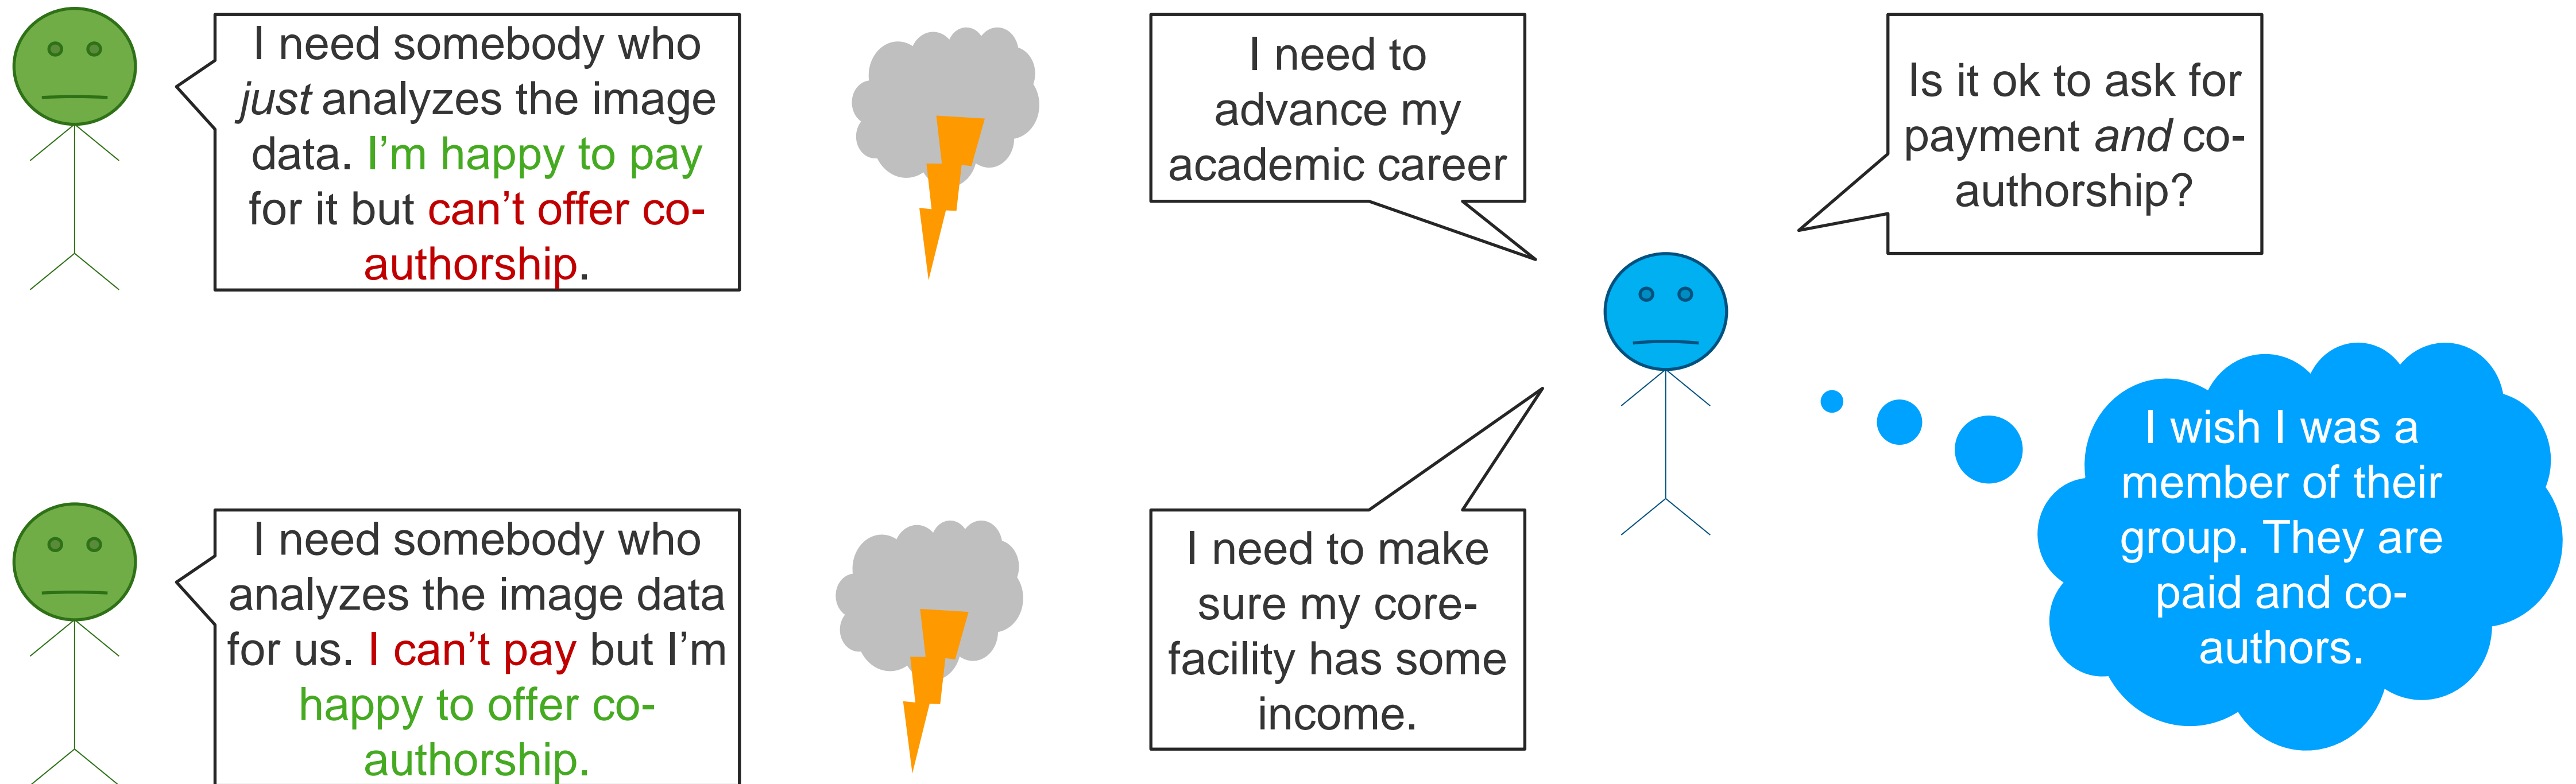 I need somebody who
just analyzes the image
data. I'm happy to pay
for it but can't offer co-
authorship.
I need to
advance my
academic career
Is it ok to ask for
payment and co-
authorship?
I need somebody who
analyzes the image data
for us. I can't pay but I'm
happy to offer co-
authorship.
I need to make
sure my core-
facility has some
income.
I wish I was a
member of their
group. They are
paid and co-
authors.